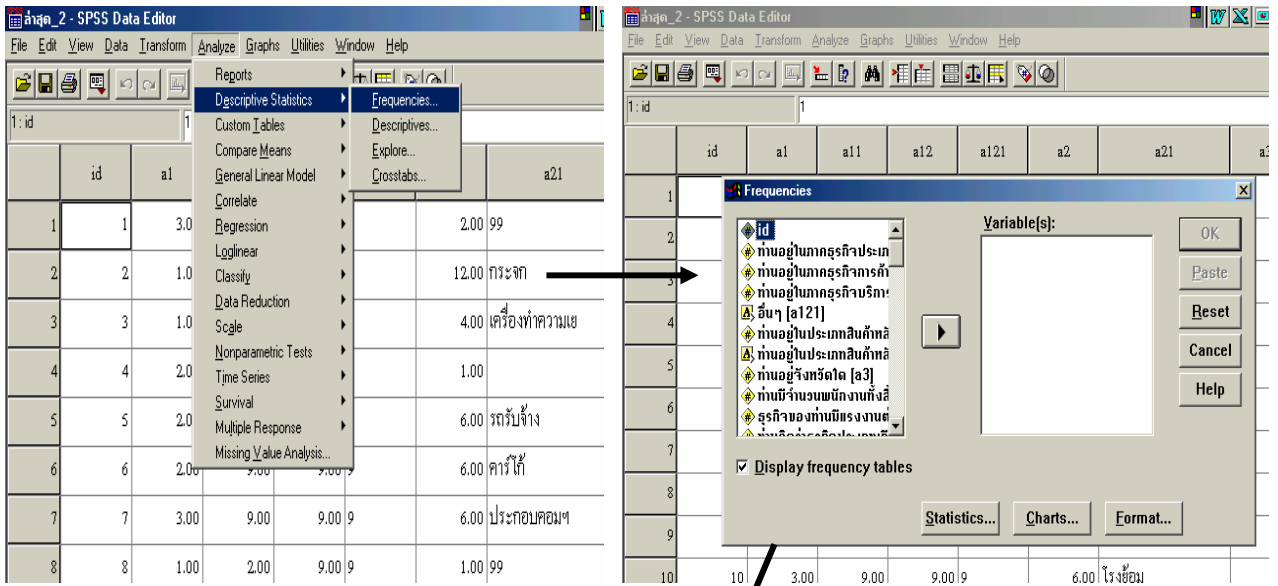 ล่าสุด_2 - SPSS Data Editor
File Edit View Data Transform Analyze Graphs Utilities Window Help
1 : id 1
id a1 a21
1 1 3.0 2.00 99
2 2 1.0 12.00 กระจก
3 3 1.0 4.00 เครื่องทำความเย
4 4 2.0 1.00
5 5 2.0 6.00 รถรับจ้าง
6 6 2.00 9.00 9.00 9 6.00 คาร์โก้
7 7 3.00 9.00 9.00 9 6.00 ประกอบคอมฯ
8 8 1.00 2.00 9.00 9 1.00 99
Reports
Descriptive Statistics
Custom Tables
Compare Means
General Linear Model
Correlate
Regression
Loglinear
Classify
Data Reduction
Scale
Nonparametric Tests
Time Series
Survival
Multiple Response
Missing Value Analysis...
Frequencies...
Descriptives...
Explore...
Crosstabs...
ล่าสุด_2 - SPSS Data Editor
File Edit View Data Transform Analyze Graphs Utilities Window Help
1 : id 1
id a1 a11 a12 a121 a2 a21
1
2
3
4
5
6
7
8
9
10 10 3.00 9.00 9.00 9 6.00 โรงย้อม
Frequencies
id
ท่านอยู่ในภาคธุรกิจประเภ
ท่านอยู่ในภาคธุรกิจการค้า
ท่านอยู่ในภาคธุรกิจบริการ
อื่นๆ [a121]
ท่านอยู่ในประเภทสินค้าหลั
ท่านอยู่ในประเภทสินค้าหลั
ท่านอยู่จังหวัดใด [a3]
ท่านมีจำนวนพนักงานทั้งสิ้
ธุรกิจของท่านมีแรงงานต่
Variable(s):
OK
Paste
Reset
Cancel
Help
Display frequency tables
Statistics...
Charts...
Format...